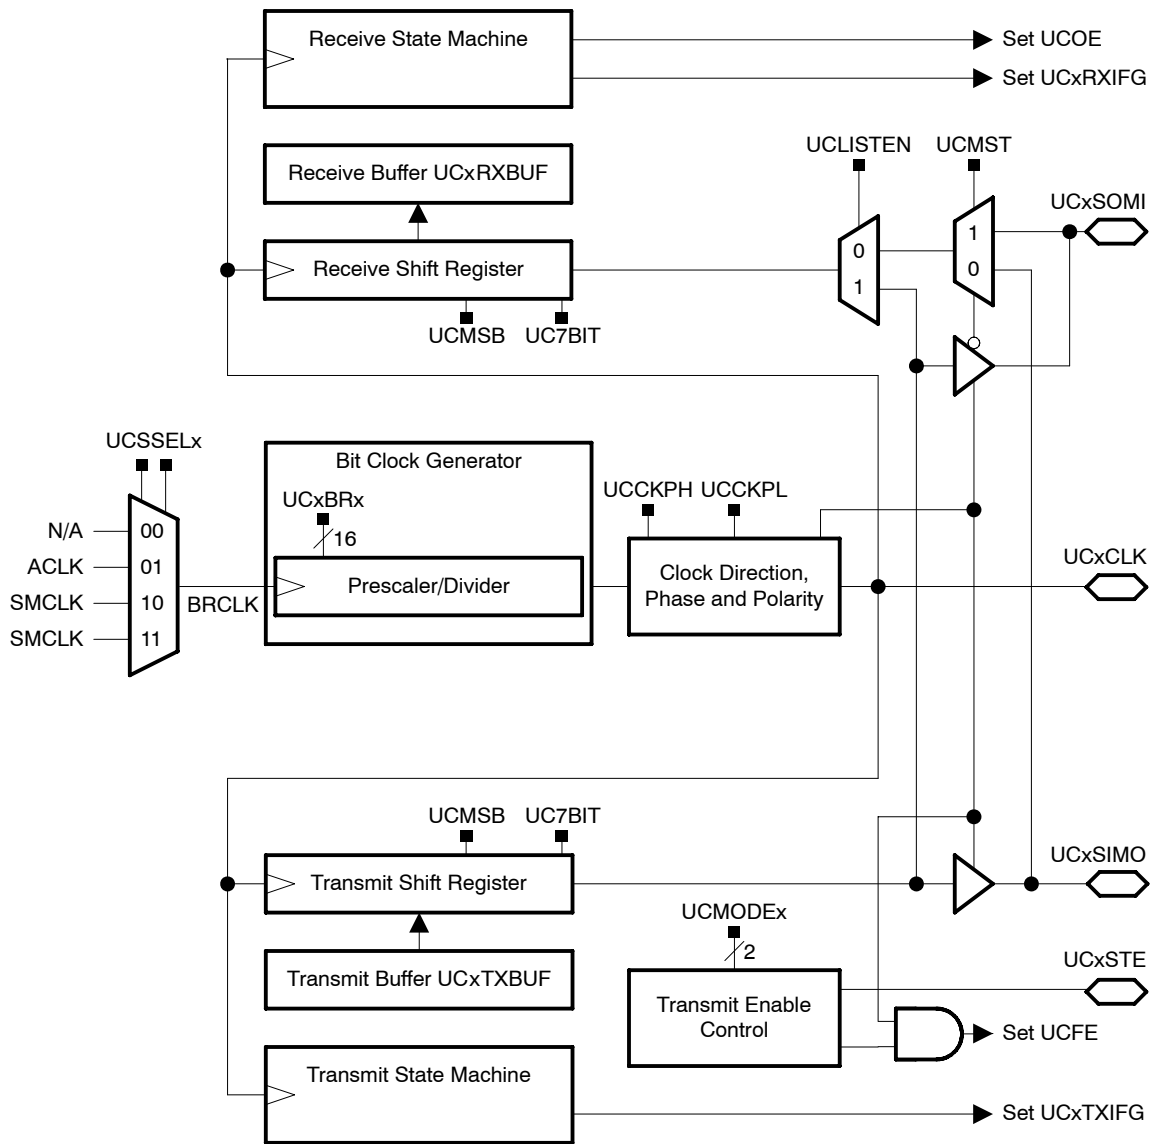 Receive State Machine
Set UCOE
Set UCxRXIFG
UCLISTEN
UCMST
Receive Buffer UCxRXBUF
UCxSOMI
1
0
0
1
Receive Shift Register
UCMSB
UC7BIT
UCSSELx
Bit Clock Generator
UCxBRx
16
UCCKPH
UCCKPL
N/A
00
ACLK
01
SMCLK
10
SMCLK
11
BRCLK
Prescaler/Divider
Clock Direction,
Phase and Polarity
UCxCLK
UCMSB
UC7BIT
Transmit Shift Register
UCxSIMO
UCMODEx
2
Transmit Buffer UCxTXBUF
UCxSTE
Transmit Enable
Control
Set UCFE
Transmit State Machine
Set UCxTXIFG